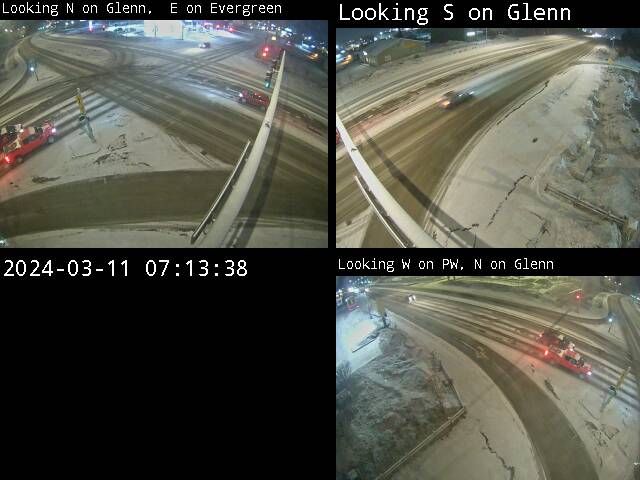 Looking N on Glenn,  E on Evergreen
Looking S on Glenn
2024-03-11 07:13:38
Looking W on PW, N on Glenn